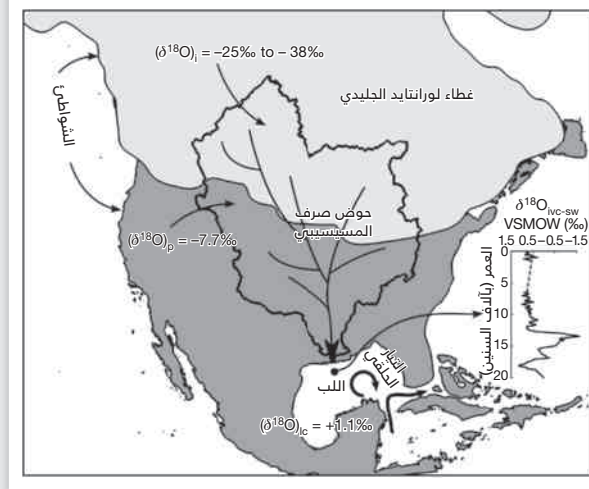 (δ¹⁸O)ᵢ = –25‰ to – 38‰
غطاء لورانتايد الجليدي
الشواطئ
حوض صرف
المسيسيبي
(δ¹⁸O)ₚ = –7.7‰
δ¹⁸O_ivc-sw
VSMOW (‰)
1.5 0.5–0.5–1.5
العمر (بآلاف السنين)
0
5
10
15
20
التيار
الحلقي
اللب
(δ¹⁸O)_lc = +1.1‰